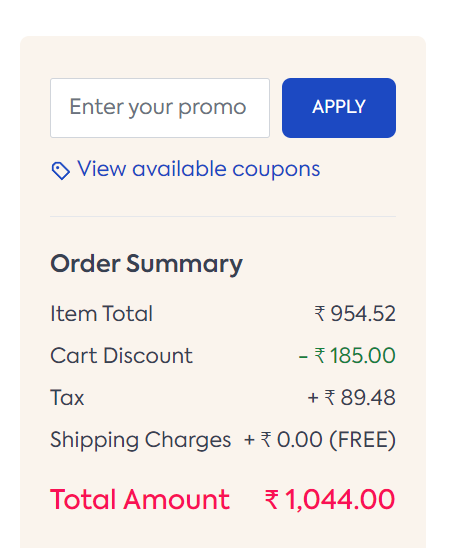 Enter your promo APPLY
View available coupons
Order Summary
Item Total ₹ 954.52
Cart Discount - ₹ 185.00
Tax + ₹ 89.48
Shipping Charges + ₹ 0.00 (FREE)
Total Amount ₹ 1,044.00